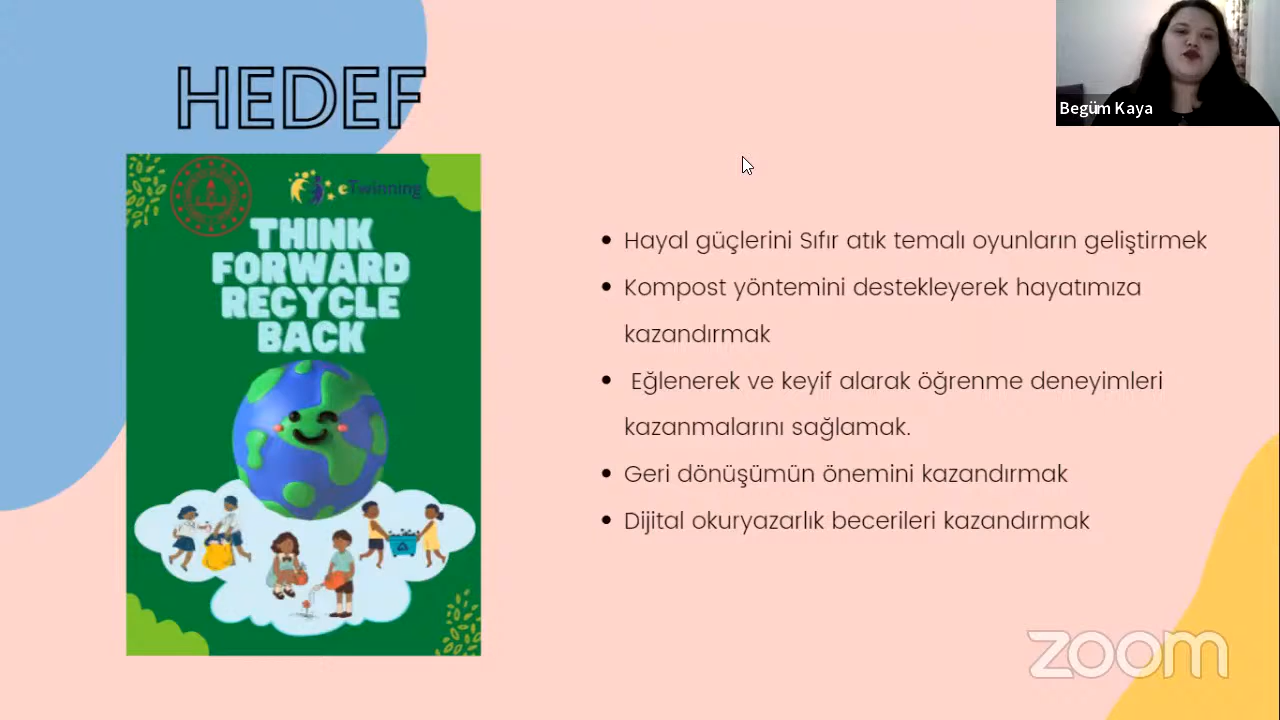 HEDEF
Begüm Kaya
eTwinning
THINK
FORWARD
RECYCLE
BACK
• Hayal güçlerini Sıfır atık temalı oyunların geliştirmek
• Kompost yöntemini destekleyerek hayatımıza
kazandırmak
• Eğlenerek ve keyif alarak öğrenme deneyimleri
kazanmalarını sağlamak.
• Geri dönüşümün önemini kazandırmak
• Dijital okuryazarlık becerileri kazandırmak
zoom